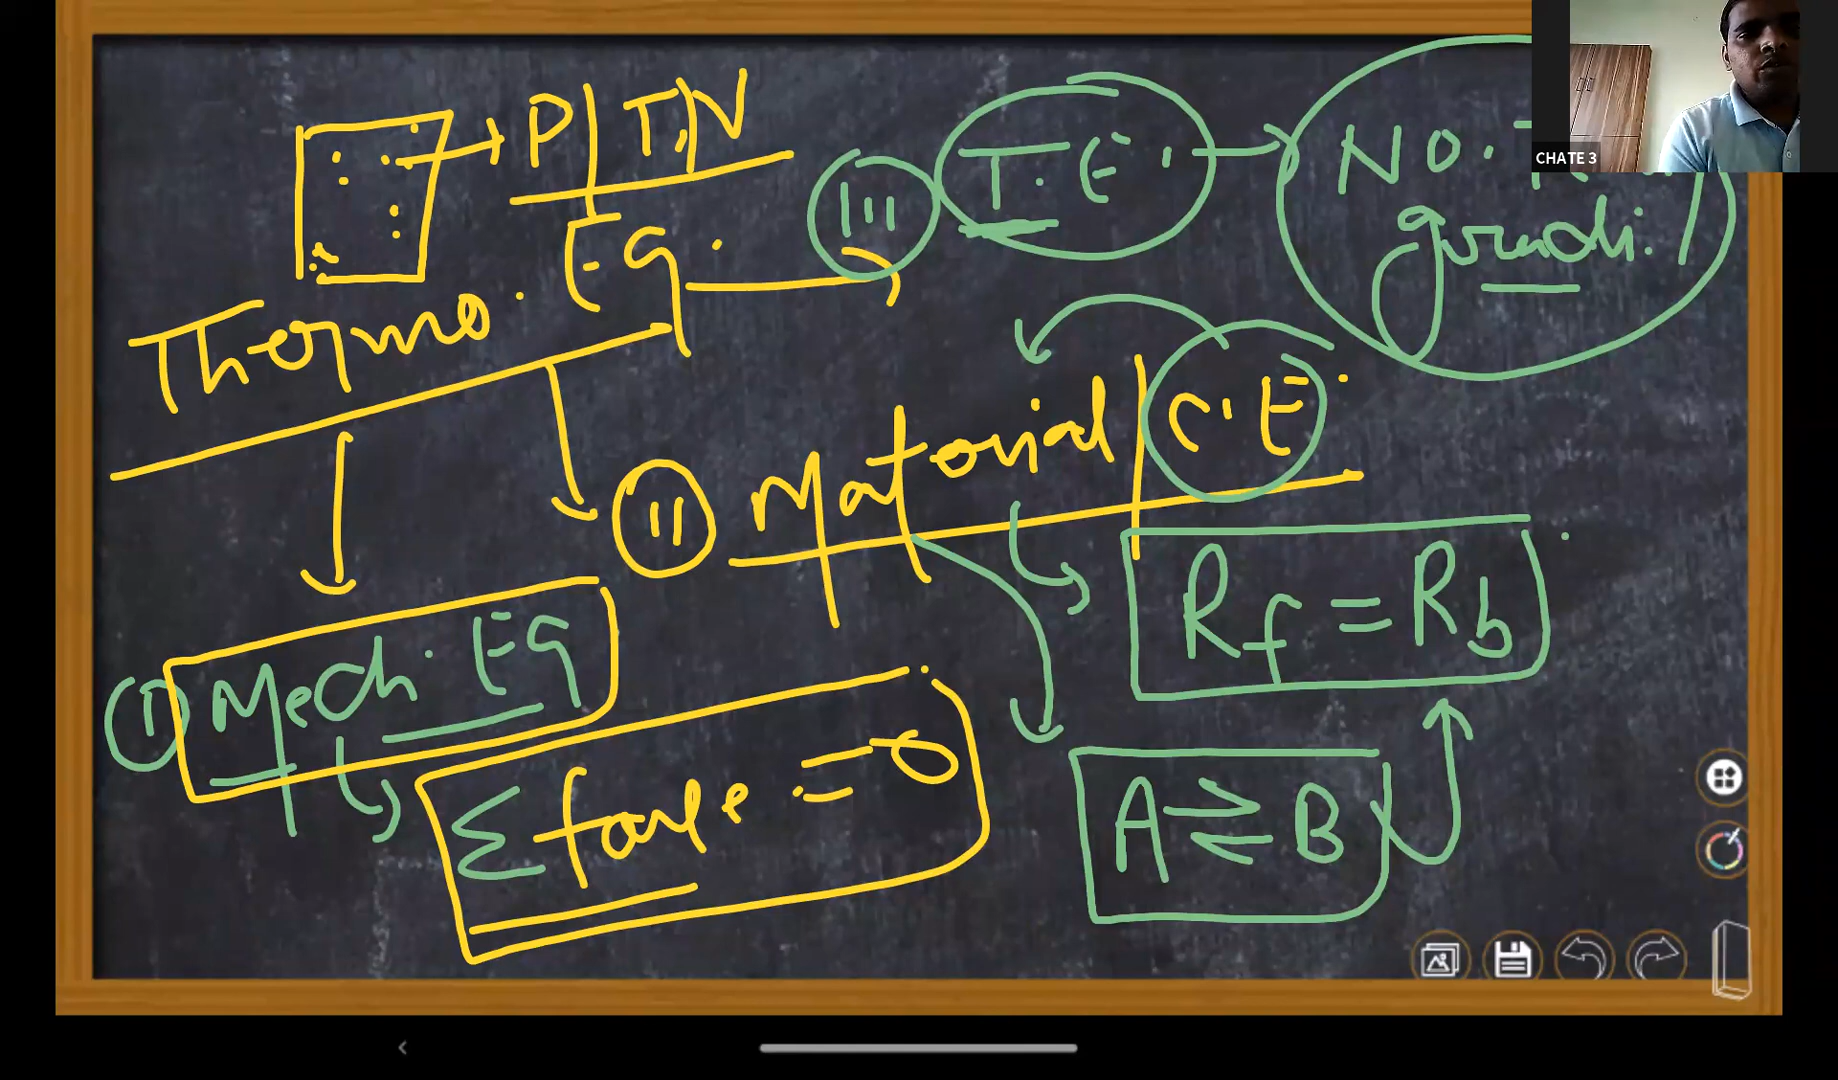 P | T | V
Thermo. Eq.
III T.E. No.
gradi.
CHATE 3
II Material | C.E.
Rf = Rb
I Mech. Eq
Σ force = 0
A ⇌ B